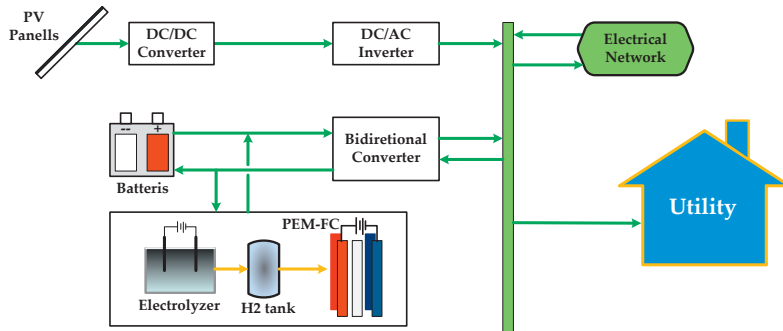 PV
Panells
DC/DC
Converter
DC/AC
Inverter
Electrical
Network
-- +
Batteris
Bidiretional
Converter
Utility
PEM-FC
Electrolyzer
H2 tank